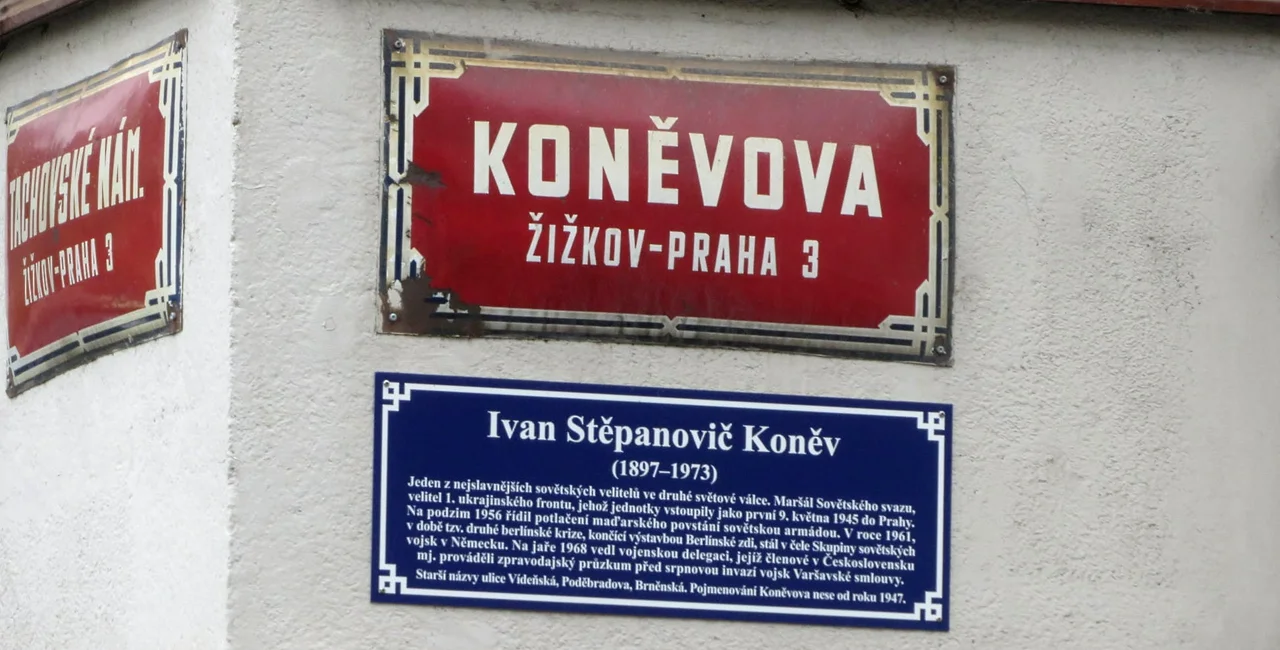 TACHOVSKÉ NÁM.
ŽIŽKOV-PRAHA 3
KONĚVOVA
ŽIŽKOV-PRAHA 3
Ivan Stěpanovič Koněv
(1897–1973)
Jeden z nejslavnějších sovětských velitelů ve druhé světové válce. Maršál Sovětského svazu,
velitel 1. ukrajinského frontu, jehož jednotky vstoupily jako první 9. května 1945 do Prahy.
Na podzim 1956 řídil potlačení maďarského povstání sovětskou armádou. V roce 1961,
v době tzv. druhé berlínské krize, končící výstavbou Berlínské zdi, stál v čele Skupiny sovětských
vojsk v Německu. Na jaře 1968 vedl vojenskou delegaci, jejíž členové v Československu
mj. prováděli zpravodajský průzkum před srpnovou invazí vojsk Varšavské smlouvy.
Starší názvy ulice Vídeňská, Poděbradova, Brněnská. Pojmenování Koněvova nese od roku 1947.